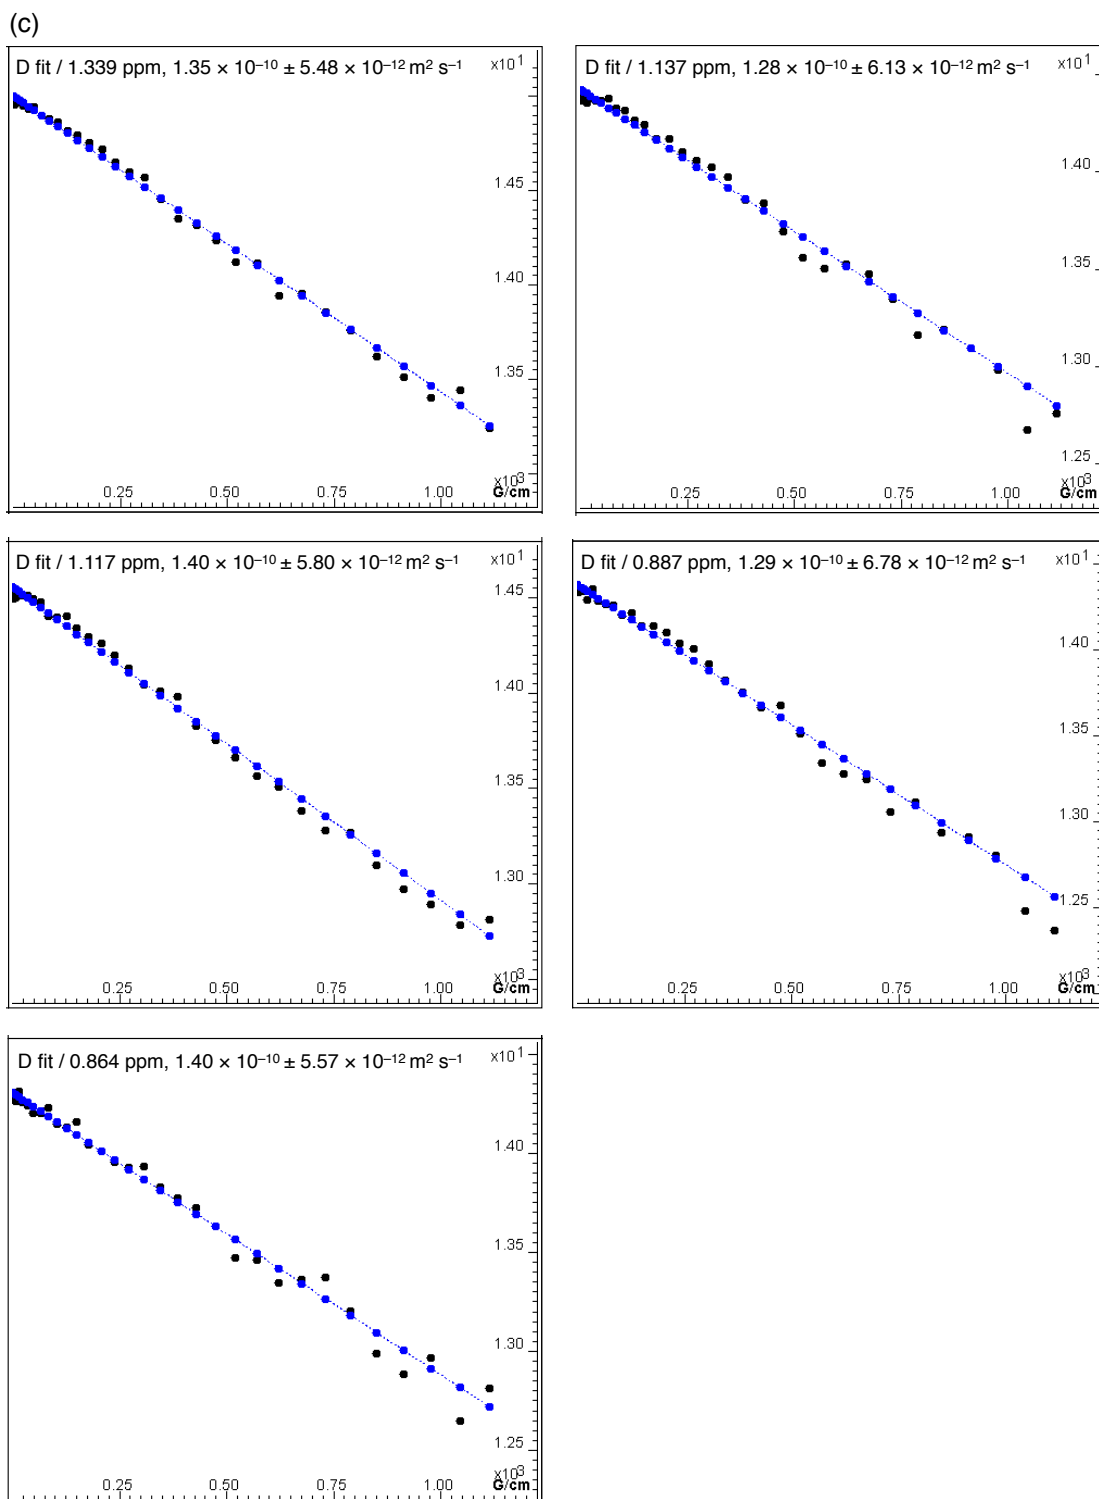 (c)
D fit / 1.339 ppm, 1.35 × 10⁻¹⁰ ± 5.48 × 10⁻¹² m² s⁻¹
x10¹
1.45
1.40
1.35
x10³
G/cm
0.25 0.50 0.75 1.00
D fit / 1.137 ppm, 1.28 × 10⁻¹⁰ ± 6.13 × 10⁻¹² m² s⁻¹
x10¹
1.40
1.35
1.30
1.25
x10³
G/cm
0.25 0.50 0.75 1.00
D fit / 1.117 ppm, 1.40 × 10⁻¹⁰ ± 5.80 × 10⁻¹² m² s⁻¹
x10¹
1.45
1.40
1.35
1.30
x10³
G/cm
0.25 0.50 0.75 1.00
D fit / 0.887 ppm, 1.29 × 10⁻¹⁰ ± 6.78 × 10⁻¹² m² s⁻¹
x10¹
1.40
1.35
1.30
1.25
x10³
G/cm
0.25 0.50 0.75 1.00
D fit / 0.864 ppm, 1.40 × 10⁻¹⁰ ± 5.57 × 10⁻¹² m² s⁻¹
x10¹
1.40
1.35
1.30
1.25
x10³
G/cm
0.25 0.50 0.75 1.00